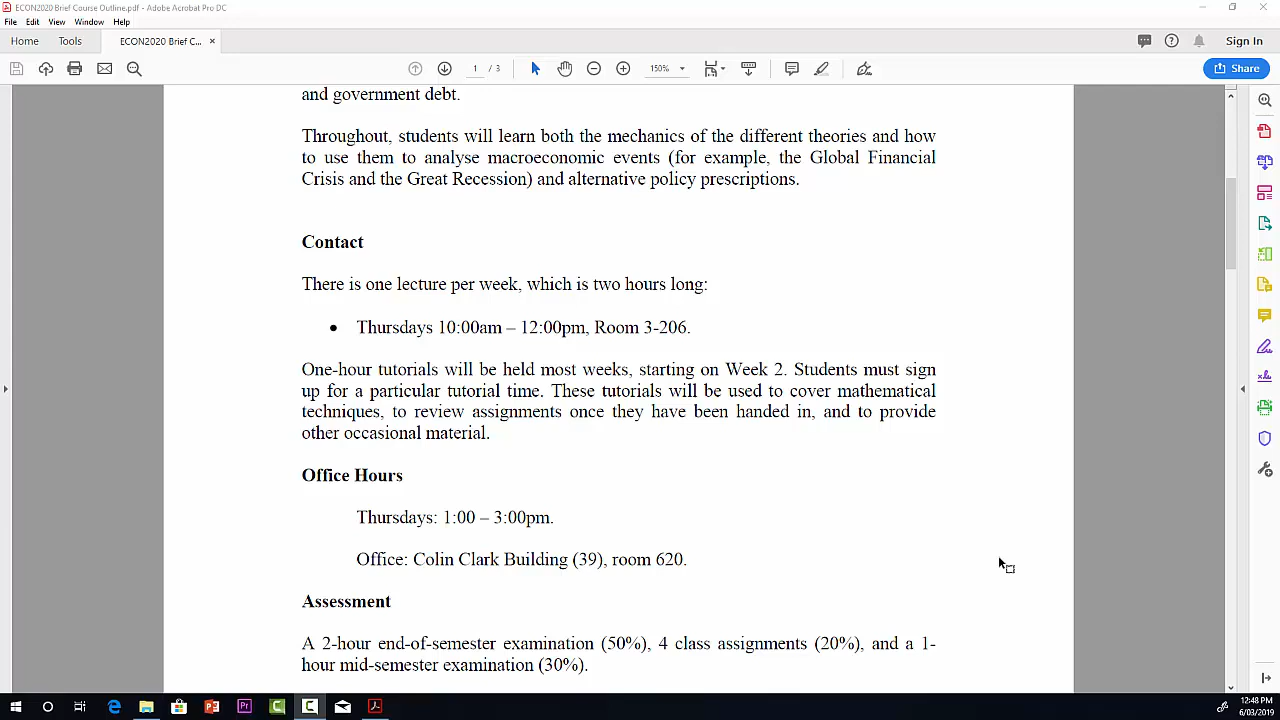 ECON2020 Brief Course Outline.pdf - Adobe Acrobat Pro DC
File Edit View Window Help
Home Tools ECON2020 Brief C... × Sign In
1 / 3 150% Share
and government debt.
Throughout, students will learn both the mechanics of the different theories and how
to use them to analyse macroeconomic events (for example, the Global Financial
Crisis and the Great Recession) and alternative policy prescriptions.
Contact
There is one lecture per week, which is two hours long:
• Thursdays 10:00am – 12:00pm, Room 3-206.
One-hour tutorials will be held most weeks, starting on Week 2. Students must sign
up for a particular tutorial time. These tutorials will be used to cover mathematical
techniques, to review assignments once they have been handed in, and to provide
other occasional material.
Office Hours
Thursdays: 1:00 – 3:00pm.
Office: Colin Clark Building (39), room 620.
Assessment
A 2-hour end-of-semester examination (50%), 4 class assignments (20%), and a 1-
hour mid-semester examination (30%).
12:48 PM
6/03/2019